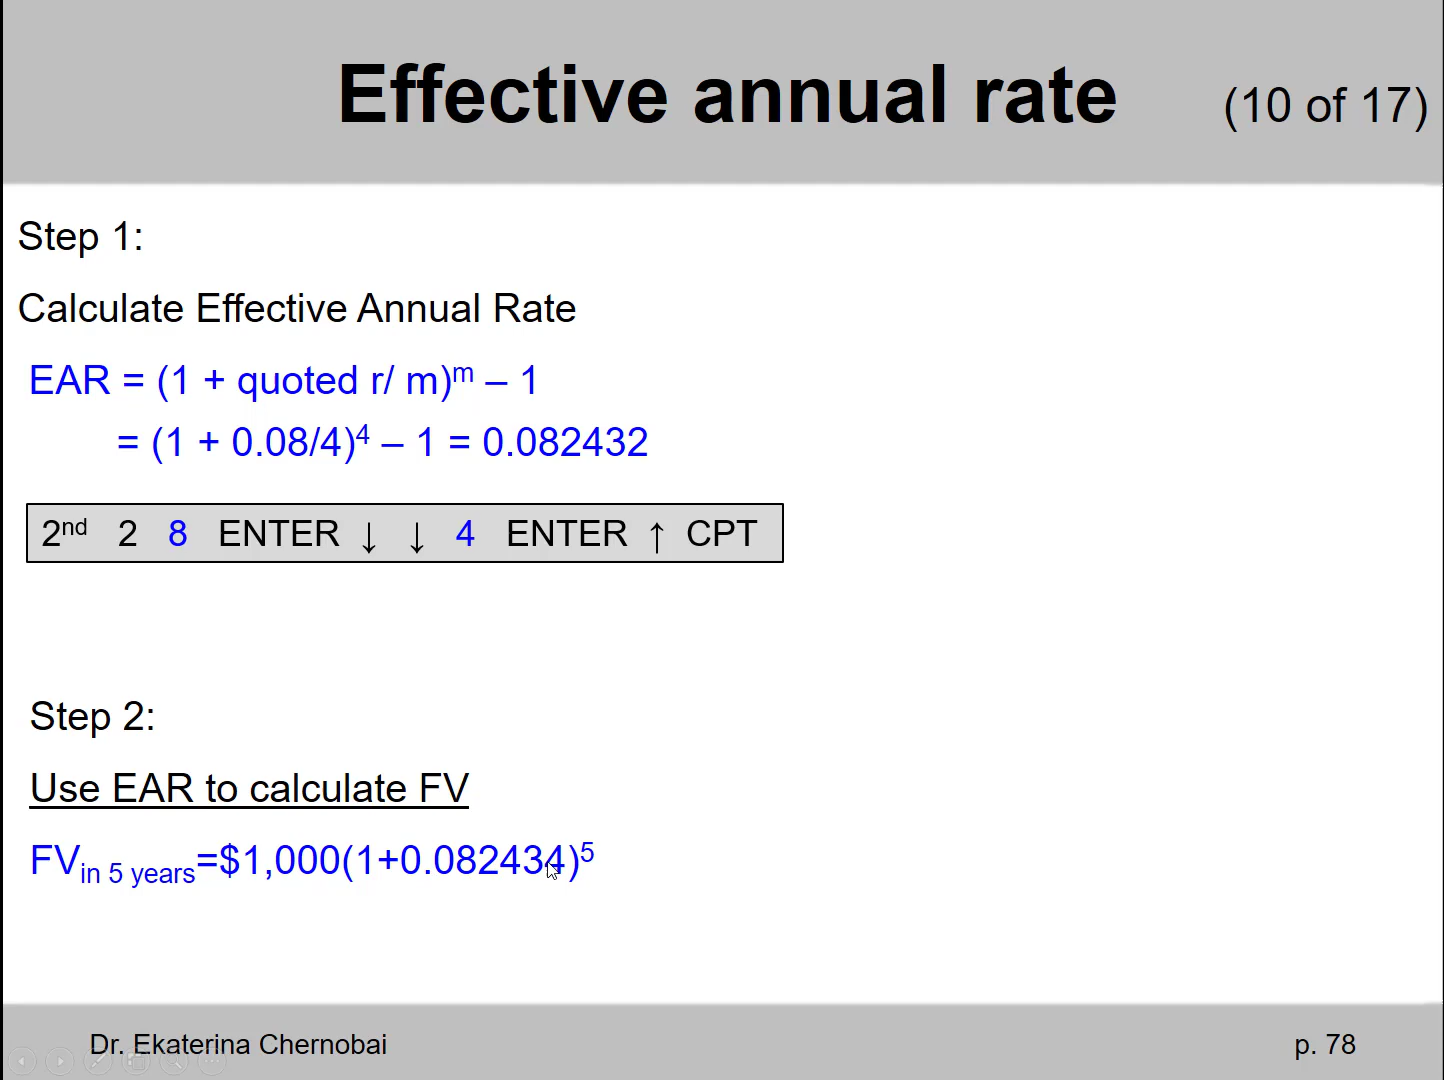 Effective annual rate (10 of 17)
Step 1:
Calculate Effective Annual Rate
EAR = (1 + quoted r/ m)ᵐ – 1
= (1 + 0.08/4)⁴ – 1 = 0.082432
2ⁿᵈ 2 8 ENTER ↓ ↓ 4 ENTER ↑ CPT
Step 2:
Use EAR to calculate FV
FVin 5 years=$1,000(1+0.082434)⁵
Dr. Ekaterina Chernobai p. 78